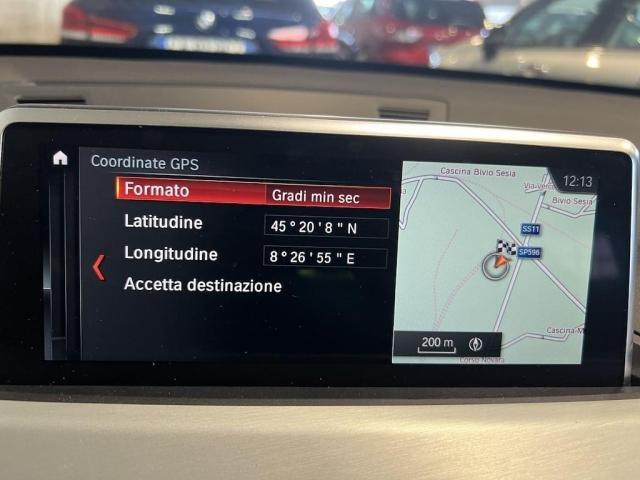 Coordinate GPS
Formato Gradi min sec
Latitudine 45 ° 20 ' 8 " N
Longitudine 8 ° 26 ' 55 " E
Accetta destinazione
12:13
Cascina Bivio Sesia
Bivio Sesia
SS11
SP596
Cascina
200 m
Corso Novara